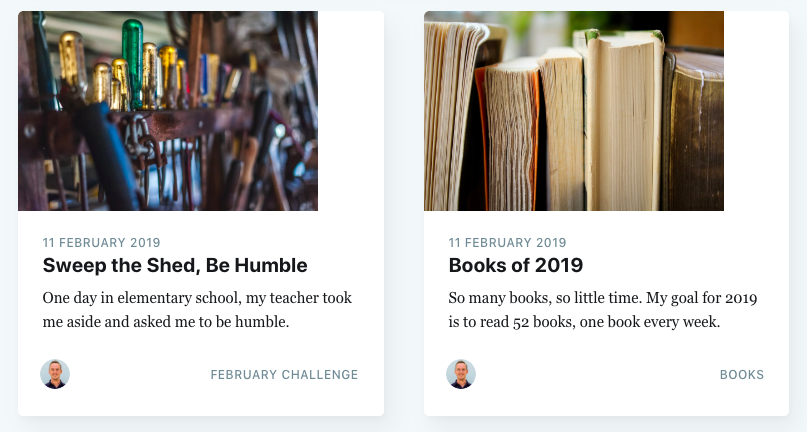 11 FEBRUARY 2019
Sweep the Shed, Be Humble
One day in elementary school, my teacher took
me aside and asked me to be humble.
FEBRUARY CHALLENGE
11 FEBRUARY 2019
Books of 2019
So many books, so little time. My goal for 2019
is to read 52 books, one book every week.
BOOKS